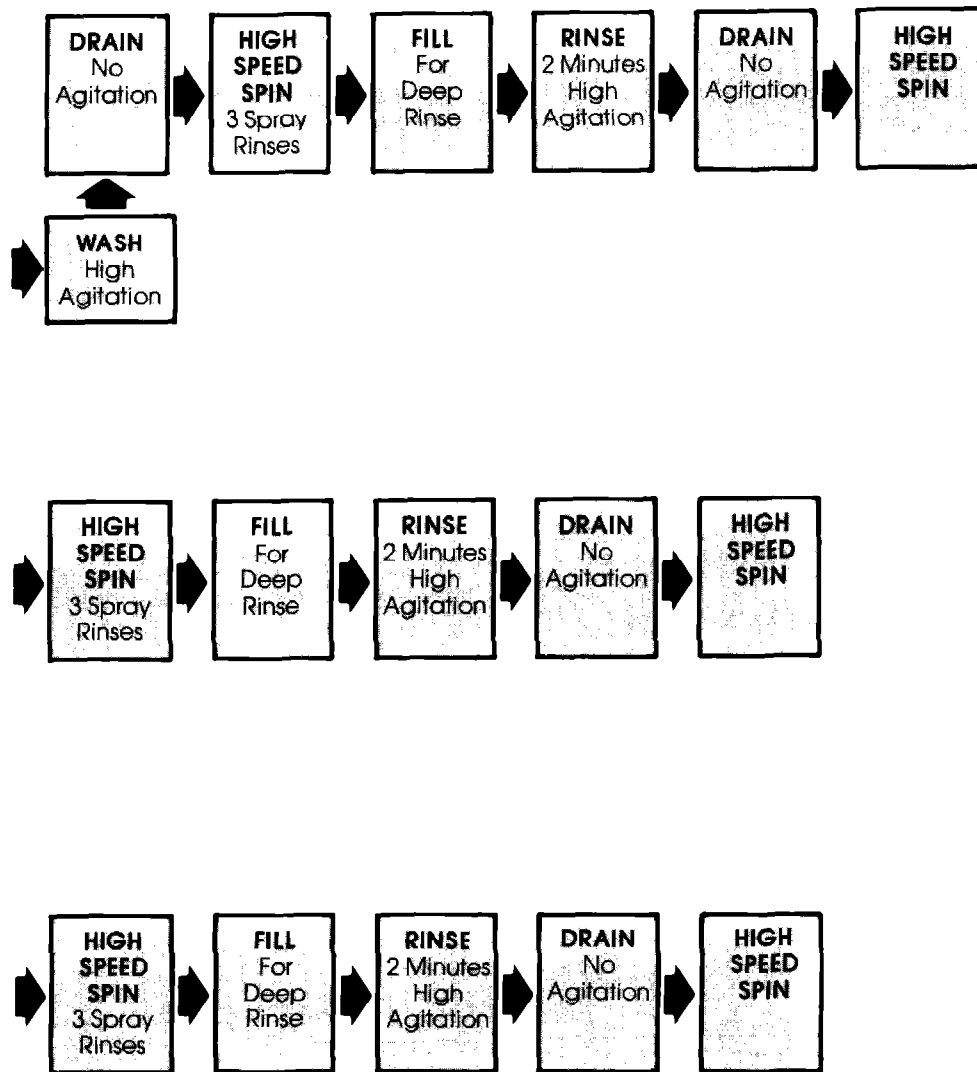 DRAIN
No
Agitation
HIGH
SPEED
SPIN
3 Spray
Rinses
FILL
For
Deep
Rinse
RINSE
2 Minutes
High
Agitation
DRAIN
No
Agitation
HIGH
SPEED
SPIN
WASH
High
Agitation
HIGH
SPEED
SPIN
3 Spray
Rinses
FILL
For
Deep
Rinse
RINSE
2 Minutes
High
Agitation
DRAIN
No
Agitation
HIGH
SPEED
SPIN
HIGH
SPEED
SPIN
3 Spray
Rinses
FILL
For
Deep
Rinse
RINSE
2 Minutes
High
Agitation
DRAIN
No
Agitation
HIGH
SPEED
SPIN